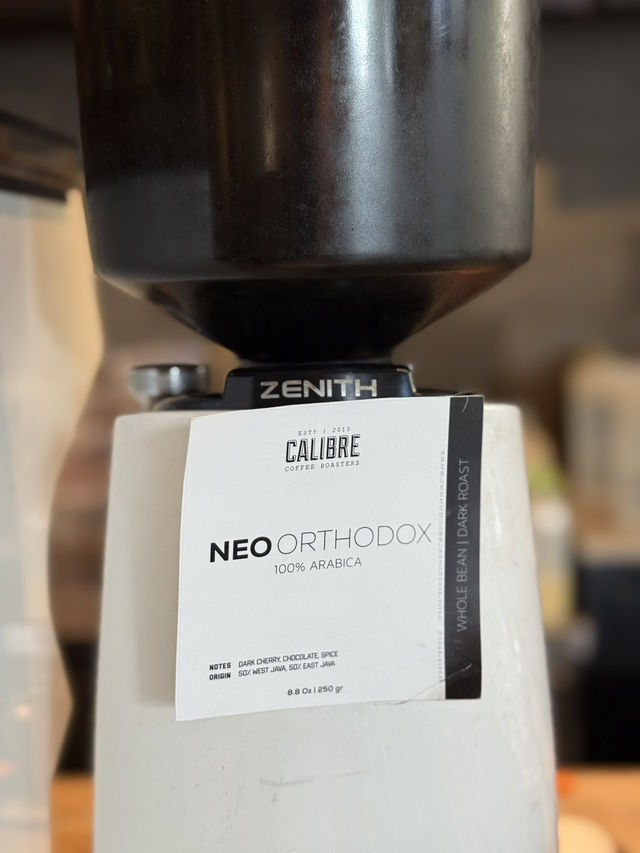 ZENITH
EST. | 2015
CALIBRE
COFFEE ROASTERS
NEO ORTHODOX
100% ARABICA
NOTES DARK CHERRY, CHOCOLATE, SPICE
ORIGIN 50% WEST JAVA, 50% EAST JAVA
8.8 Oz | 250 gr
WHOLE BEAN | DARK ROAST